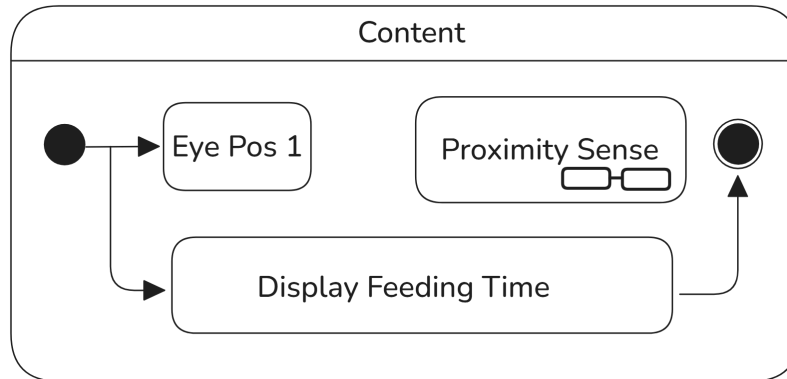 Content
Eye Pos 1
Proximity Sense
Display Feeding Time